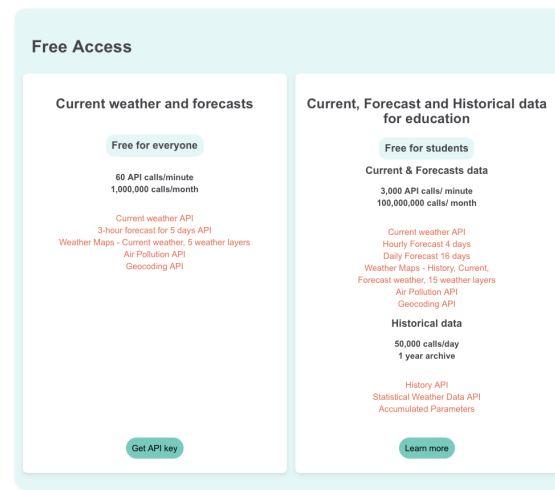 Free Access
Current weather and forecasts
Free for everyone
60 API calls/minute
1,000,000 calls/month
Current weather API
3-hour forecast for 5 days API
Weather Maps - Current weather, 5 weather layers
Air Pollution API
Geocoding API
Get API key
Current, Forecast and Historical data
for education
Free for students
Current & Forecasts data
3,000 API calls/ minute
100,000,000 calls/ month
Current weather API
Hourly Forecast 4 days
Daily Forecast 16 days
Weather Maps - History, Current,
Forecast weather, 15 weather layers
Air Pollution API
Geocoding API
Historical data
50,000 calls/day
1 year archive
History API
Statistical Weather Data API
Accumulated Parameters
Learn more